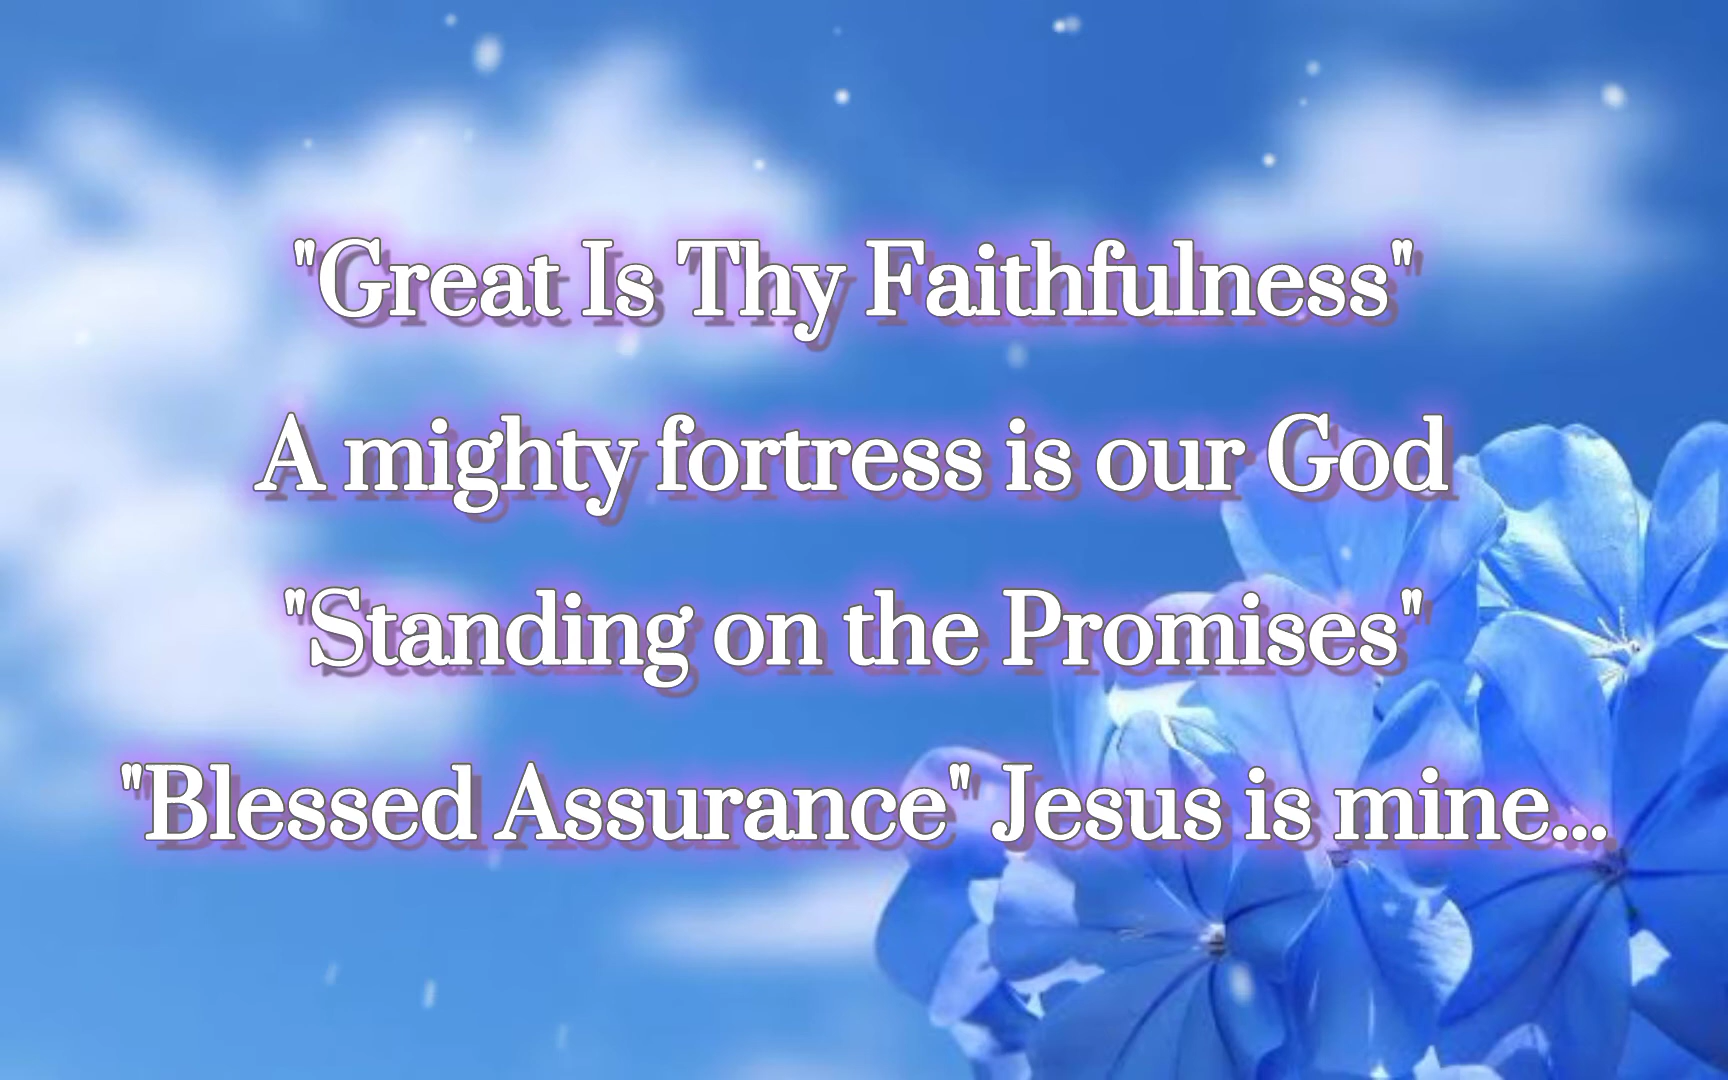 "Great Is Thy Faithfulness"
A mighty fortress is our God
"Standing on the Promises"
"Blessed Assurance" Jesus is mine...